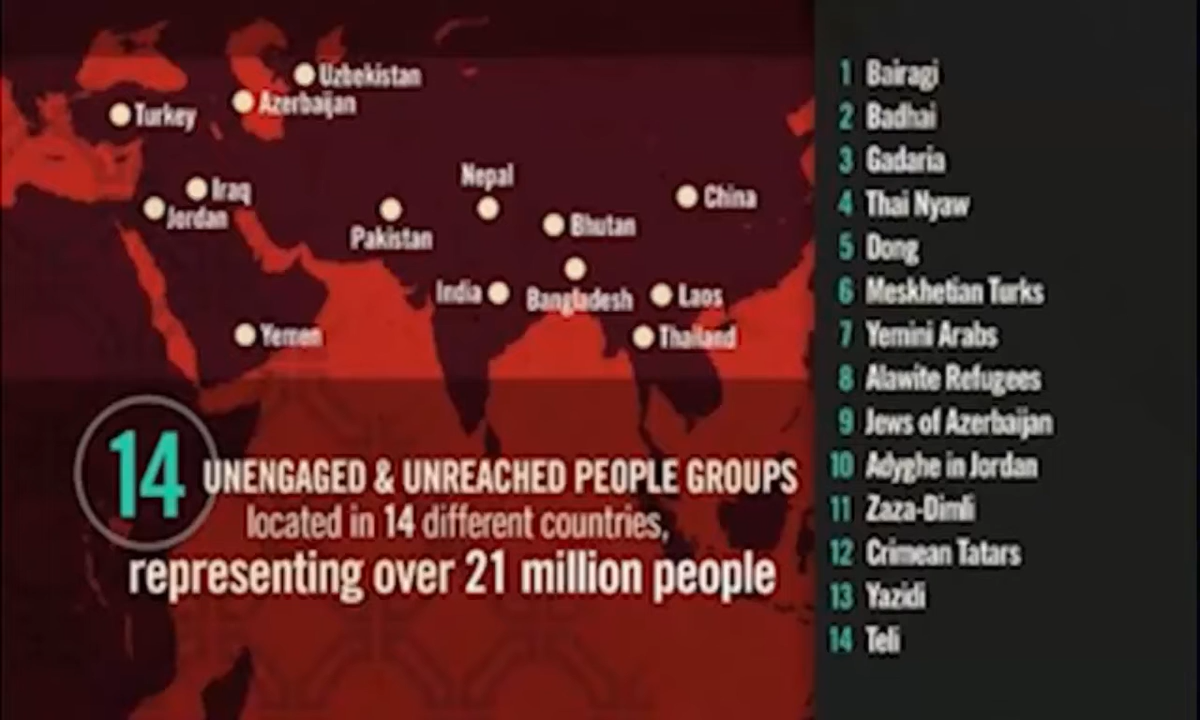 Uzbekistan
Azerbaijan
Turkey
Nepal
Iraq
China
Jordan
Bhutan
Pakistan
India
Bangladesh
Laos
Yemen
Thailand
14
UNENGAGED & UNREACHED PEOPLE GROUPS
located in 14 different countries,
representing over 21 million people
1 Bairagi
2 Badhai
3 Gadaria
4 Thai Nyaw
5 Dong
6 Meskhetian Turks
7 Yemini Arabs
8 Alawite Refugees
9 Jews of Azerbaijan
10 Adyghe in Jordan
11 Zaza-Dimli
12 Crimean Tatars
13 Yazidi
14 Teli